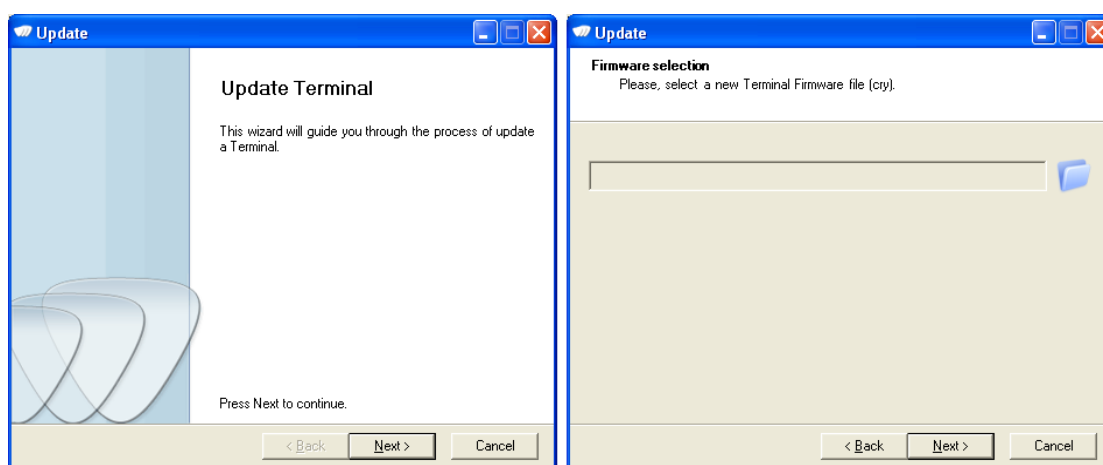 Update
Update Terminal
This wizard will guide you through the process of update
a Terminal.
Press Next to continue.
< Back
Next >
Cancel
Update
Firmware selection
Please, select a new Terminal Firmware file (cry).
< Back
Next >
Cancel